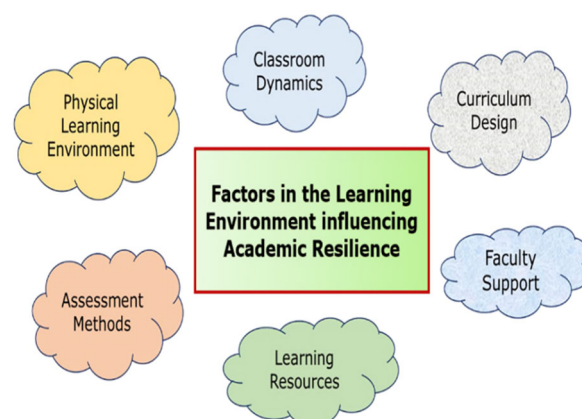 Classroom
Dynamics
Physical
Learning
Environment
Curriculum
Design
Factors in the Learning
Environment influencing
Academic Resilience
Faculty
Support
Assessment
Methods
Learning
Resources